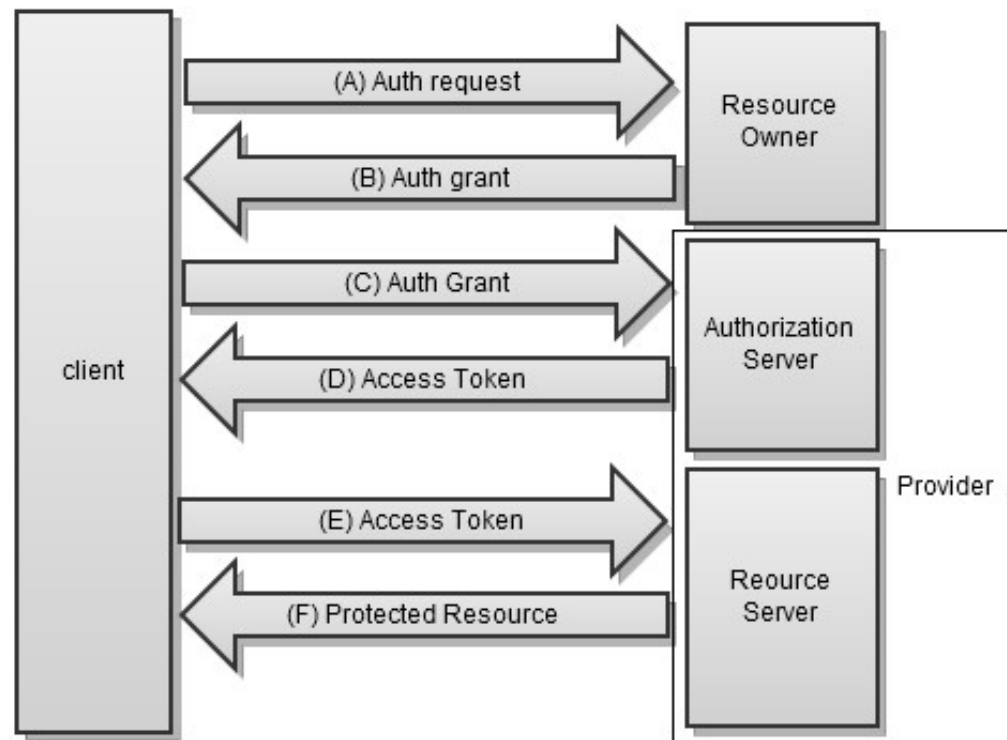 (A) Auth request
Resource
Owner
(B) Auth grant
(C) Auth Grant
Authorization
Server
client
(D) Access Token
Provider
(E) Access Token
Reource
Server
(F) Protected Resource